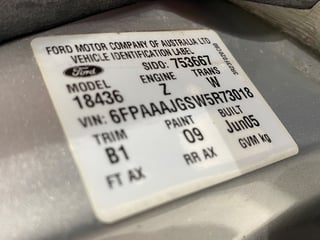 FORD MOTOR COMPANY OF AUSTRALIA LTD
VEHICLE IDENTIFICATION LABEL
Ford SIDO: 753667
MODEL ENGINE TRANS
18436 Z W
VIN: 6FPAAAJGSW5R73018
TRIM PAINT BUILT
B1 09 Jun05
FT AX RR AX GVM kg